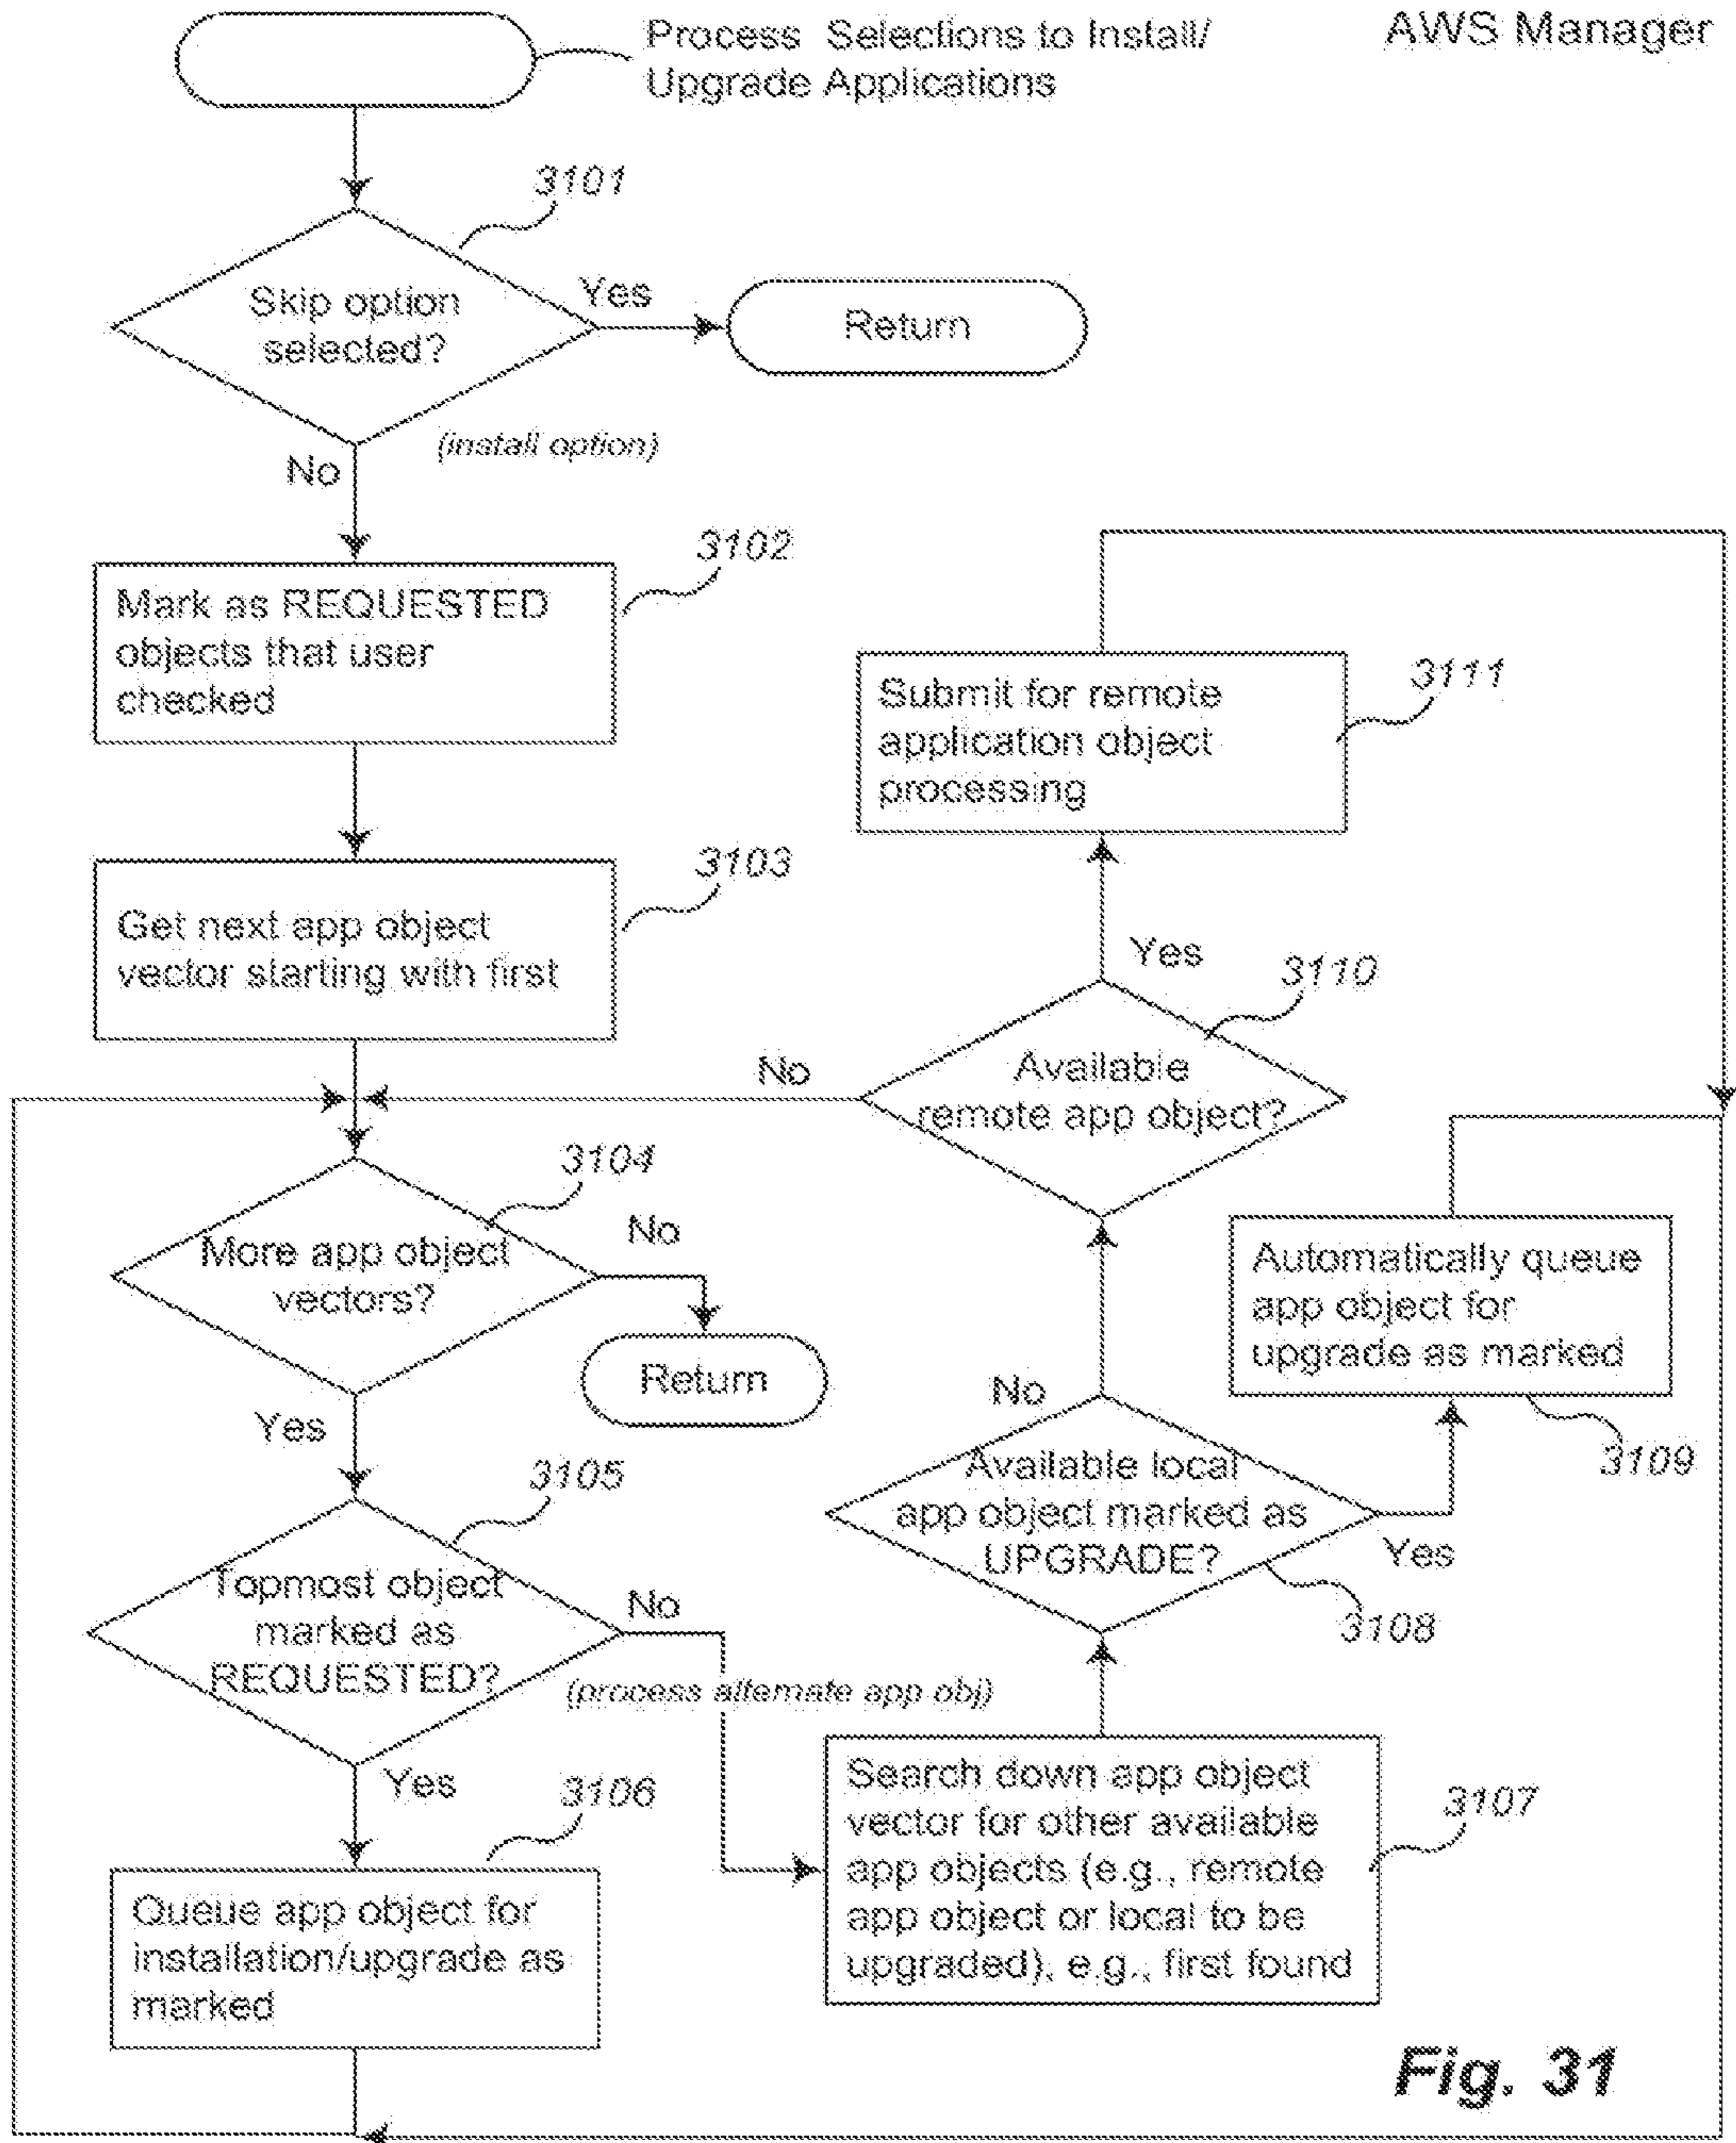 Process Selections to Install/
Upgrade Applications
AWS Manager
3101
Skip option
selected?
Yes
Return
(install option)
No
3102
Mark as REQUESTED
objects that user
checked
3111
Submit for remote
application object
processing
3103
Get next app object
vector starting with first
Yes
3110
Available
remote app object?
No
3104
More app object
vectors?
No
Return
Yes
Automatically queue
app object for
upgrade as marked
3109
No
Available local
app object marked as
UPGRADE?
Yes
3108
3105
Topmost object
marked as
REQUESTED?
No
(process alternate app obj)
Yes
3106
Queue app object for
installation/upgrade as
marked
3107
Search down app object
vector for other available
app objects (e.g., remote
app object or local to be
upgraded), e.g., first found
Fig. 31